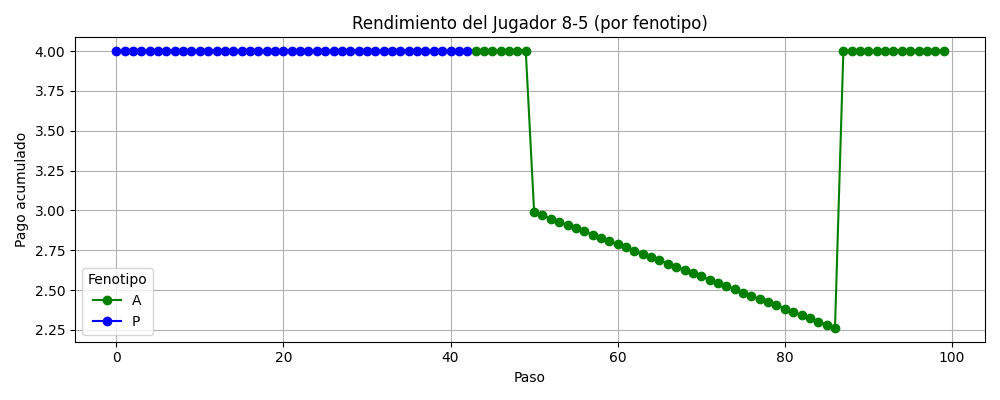 Rendimiento del Jugador 8-5 (por fenotipo)
Pago acumulado
4.00
3.75
3.50
3.25
3.00
2.75
2.50
2.25
Fenotipo
A
P
0
20
40
60
80
100
Paso